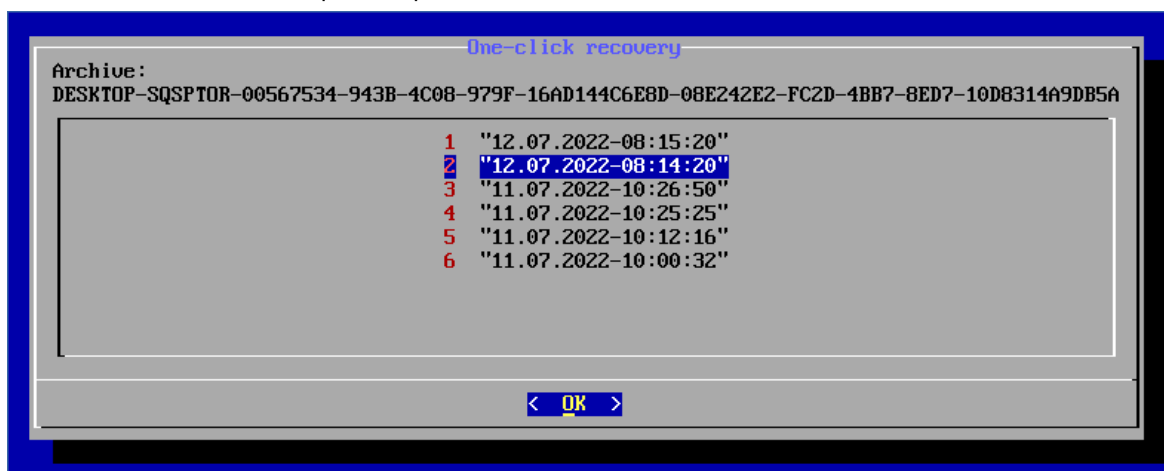 One-click recovery
Archive:
DESKTOP-SQSPTOR-00567534-943B-4C08-979F-16AD144C6E8D-08E242E2-FC2D-4BB7-8ED7-10D8314A9DB5A
1 "12.07.2022-08:15:20"
2 "12.07.2022-08:14:20"
3 "11.07.2022-10:26:50"
4 "11.07.2022-10:25:25"
5 "11.07.2022-10:12:16"
6 "11.07.2022-10:00:32"
< OK >